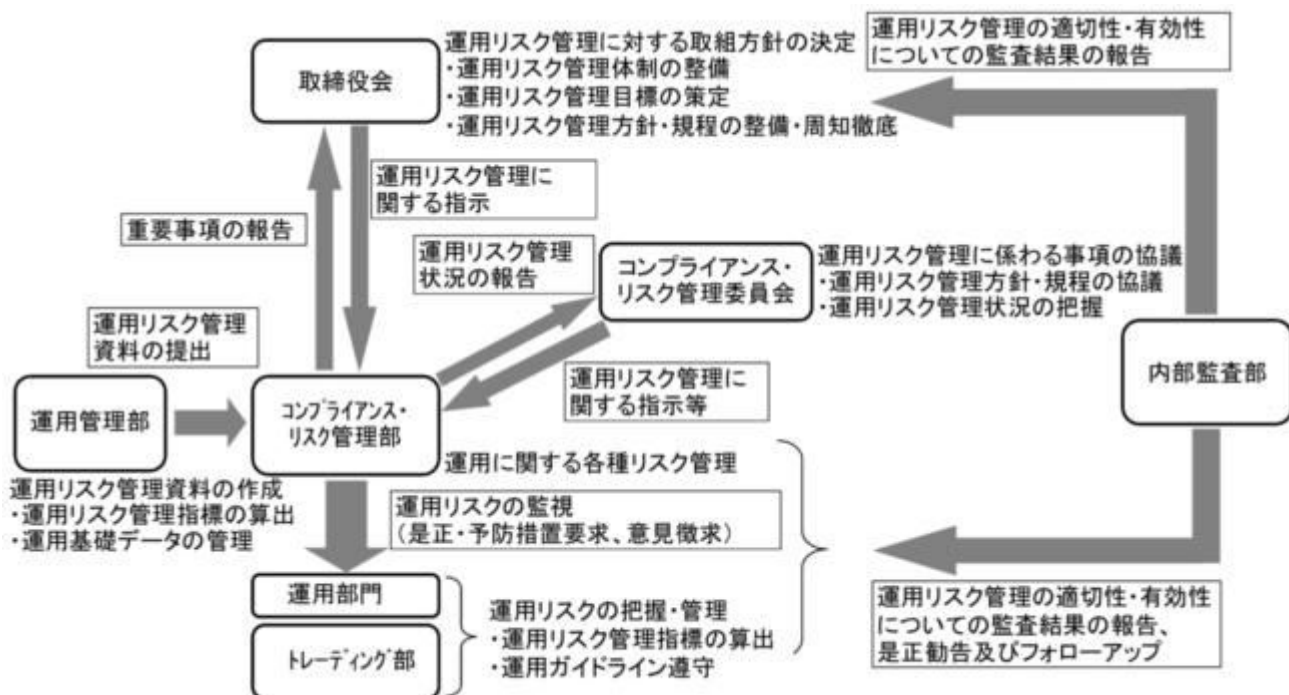 取締役会
運用リスク管理に対する取組方針の決定
・運用リスク管理体制の整備
・運用リスク管理目標の策定
・運用リスク管理方針・規程の整備・周知徹底
運用リスク管理の適切性・有効性
についての監査結果の報告
運用リスク管理に
関する指示
重要事項の報告
運用リスク管理
状況の報告
コンプライアンス・
リスク管理委員会
運用リスク管理に係わる事項の協議
・運用リスク管理方針・規程の協議
・運用リスク管理状況の把握
運用リスク管理
資料の提出
運用リスク管理に
関する指示等
内部監査部
運用管理部
コンプライアンス・
リスク管理部
運用に関する各種リスク管理
運用リスク管理資料の作成
・運用リスク管理指標の算出
・運用基礎データの管理
運用リスクの監視
（是正・予防措置要求、意見徴求）
運用部門
トレーディング部
運用リスクの把握・管理
・運用リスク管理指標の算出
・運用ガイドライン遵守
運用リスク管理の適切性・有効性
についての監査結果の報告、
是正勧告及びフォローアップ